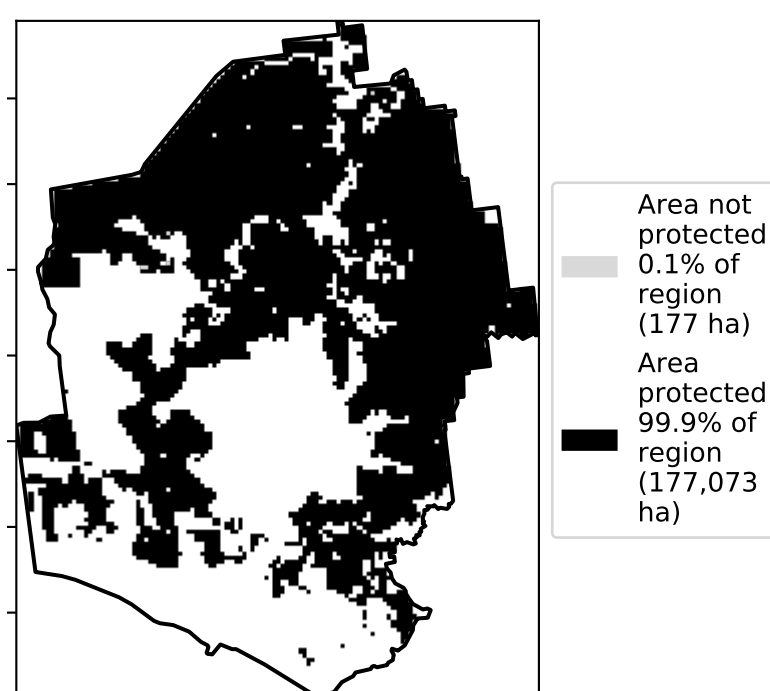 Area not
protected
0.1% of
region
(177 ha)
Area
protected
99.9% of
region
(177,073
ha)